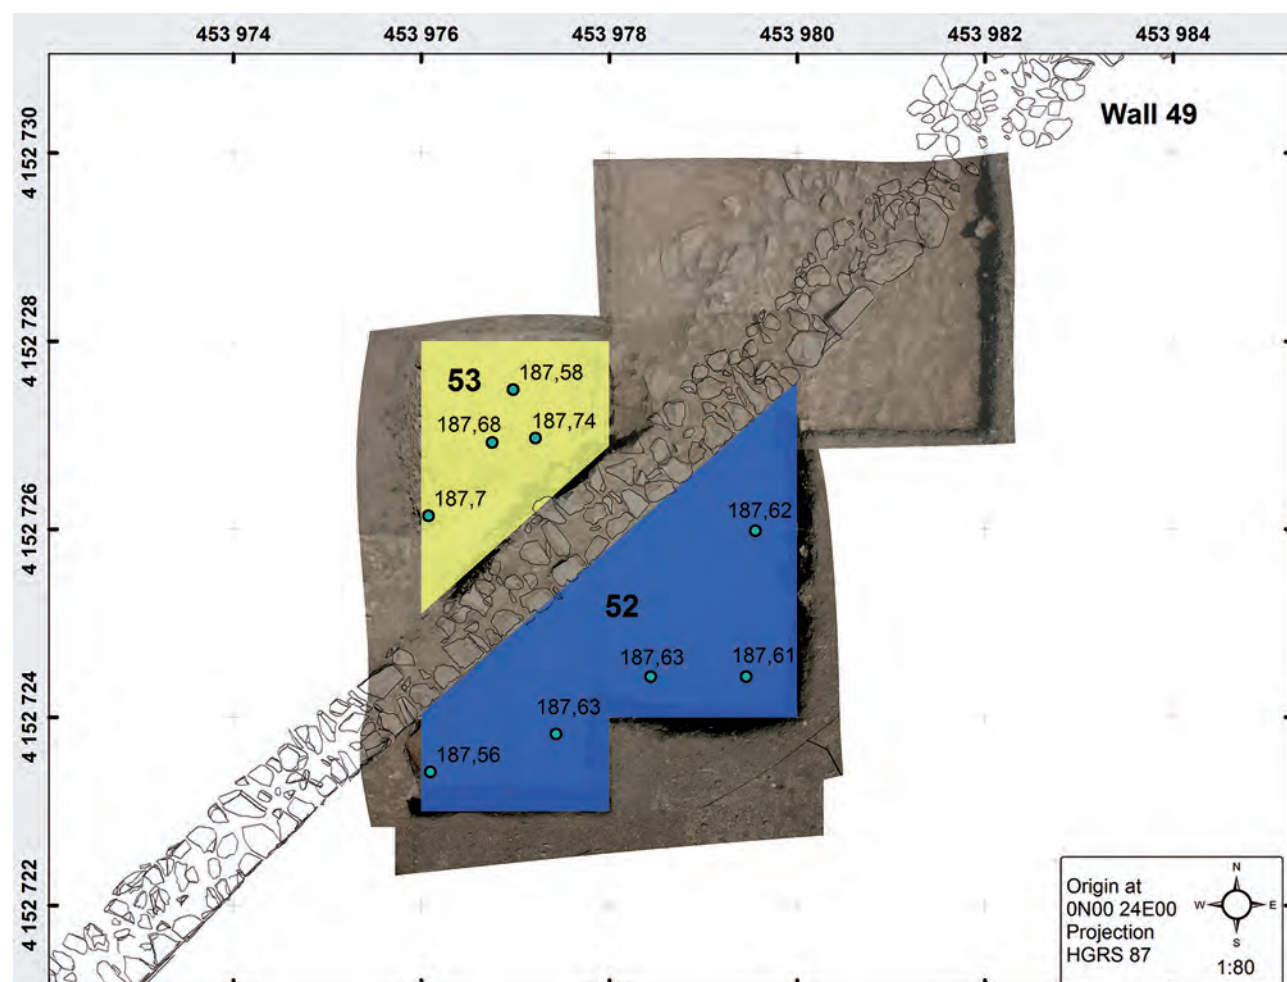 453 974
453 976
453 978
453 980
453 982
453 984
4 152 730
4 152 728
4 152 726
4 152 724
4 152 722
Wall 49
53
187,58
187,68
187,74
187,7
187,62
52
187,63
187,61
187,63
187,56
Origin at
0N00 24E00
Projection
HGRS 87
N
W
E
S
1:80